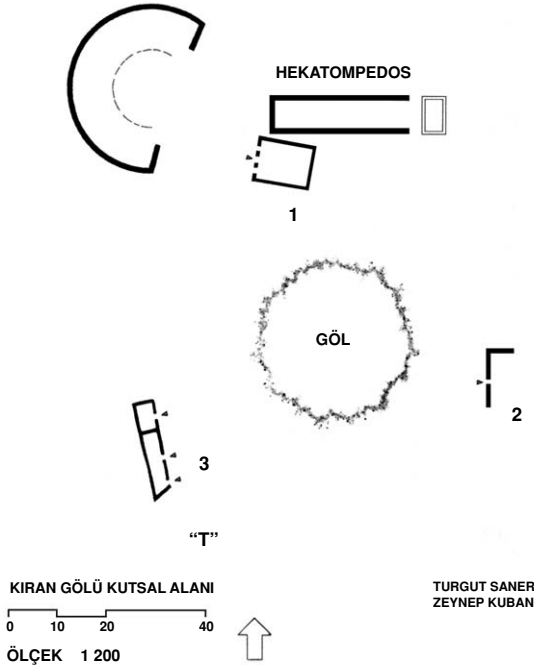 HEKATOMPEDOS
1
GÖL
2
3
“T”
KIRAN GÖLÜ KUTSAL ALANI
0 10 20 40
ÖLÇEK 1 200
TURGUT SANER
ZEYNEP KUBAN